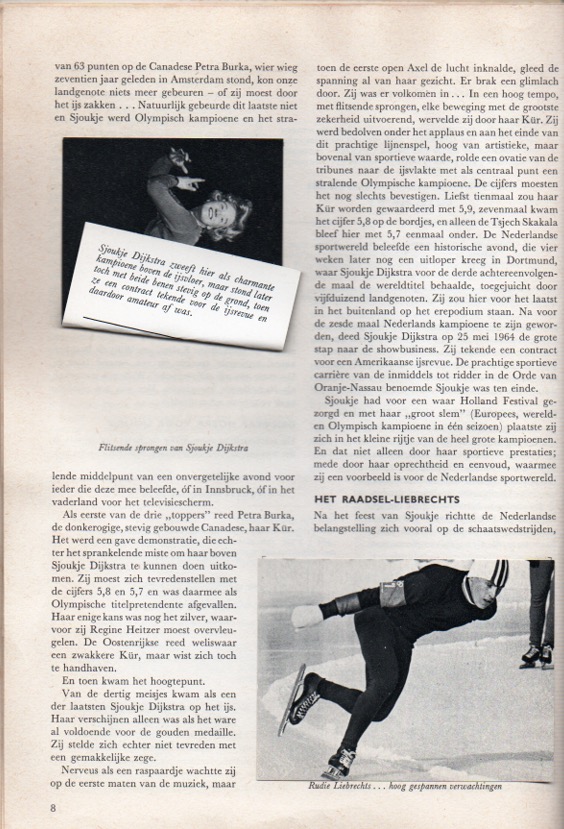 van 63 punten op de Canadese Petra Burka, wier wieg
zeventien jaar geleden in Amsterdam stond, kon onze
landgenote niets meer gebeuren – of zij moest door
het ijs zakken . . . Natuurlijk gebeurde dit laatste niet
en Sjoukje werd Olympisch kampioene en het stra-
Sjoukje Dijkstra zweeft hier als charmante
kampioene boven de ijsvloer, maar stond later
toch met beide benen stevig op de grond, toen
ze een contract tekende voor de ijsrevue en
daardoor amateur af was.
Flitsende sprongen van Sjoukje Dijkstra
lende middelpunt van een onvergetelijke avond voor
ieder die deze mee beleefde, óf in Innsbruck, óf in het
vaderland voor het televisiescherm.
Als eerste van de drie „toppers” reed Petra Burka,
de donkerogige, stevig gebouwde Canadese, haar Kür.
Het werd een gave demonstratie, die ech-
ter het sprankelende miste om haar boven
Sjoukje Dijkstra te kunnen doen uitko-
men. Zij moest zich tevredenstellen met
de cijfers 5,8 en 5,7 en was daarmee als
Olympische titelpretendente afgevallen.
Haar enige kans was nog het zilver, waar-
voor zij Regine Heitzer moest overvleu-
gelen. De Oostenrijkse reed weliswaar
een zwakkere Kür, maar wist zich toch
te handhaven.
En toen kwam het hoogtepunt.
Van de dertig meisjes kwam als een
der laatsten Sjoukje Dijkstra op het ijs.
Haar verschijnen alleen was als het ware
al voldoende voor de gouden medaille.
Zij stelde zich echter niet tevreden met
een gemakkelijke zege.
Nerveus als een raspaardje wachtte zij
op de eerste maten van de muziek, maar
toen de eerste open Axel de lucht inknalde, gleed de
spanning al van haar gezicht. Er brak een glimlach
door. Zij was er volkomen in . . . In een hoog tempo,
met flitsende sprongen, elke beweging met de grootste
zekerheid uitvoerend, wervelde zij door haar Kür. Zij
werd bedolven onder het applaus en aan het einde van
dit prachtige lijnenspel, hoog van artistieke, maar
bovenal van sportieve waarde, rolde een ovatie van de
tribunes naar de ijsvlakte met als centraal punt een
stralende Olympische kampioene. De cijfers moesten
het nog slechts bevestigen. Liefst tienmaal zou haar
Kür worden gewaardeerd met 5,9, zevenmaal kwam
het cijfer 5,8 op de bordjes, en alleen de Tsjech Skakala
bleef hier met 5,7 eenmaal onder. De Nederlandse
sportwereld beleefde een historische avond, die vier
weken later nog een uitloper kreeg in Dortmund,
waar Sjoukje Dijkstra voor de derde achtereenvolgen-
de maal de wereldtitel behaalde, toegejuicht door
vijfduizend landgenoten. Zij zou hier voor het laatst
in het buitenland op het erepodium staan. Na voor
de zesde maal Nederlands kampioene te zijn gewor-
den, deed Sjoukje Dijkstra op 25 mei 1964 de grote
stap naar de showbusiness. Zij tekende een contract
voor een Amerikaanse ijsrevue. De prachtige sportieve
carrière van de inmiddels tot ridder in de Orde van
Oranje-Nassau benoemde Sjoukje was ten einde.
Sjoukje had voor een waar Holland Festival ge-
zorgd en met haar „groot slem” (Europees, wereld-
en Olympisch kampioene in één seizoen) plaatste zij
zich in het kleine rijtje van de heel grote kampioenen.
En dat niet alleen door haar sportieve prestaties;
mede door haar oprechtheid en eenvoud, waarmee
zij een voorbeeld is voor de Nederlandse sportwereld.
HET RAADSEL-LIEBRECHTS
Na het feest van Sjoukje richtte de Nederlandse
belangstelling zich vooral op de schaatswedstrijden,
Rudie Liebrechts . . . hoog gespannen verwachtingen
8